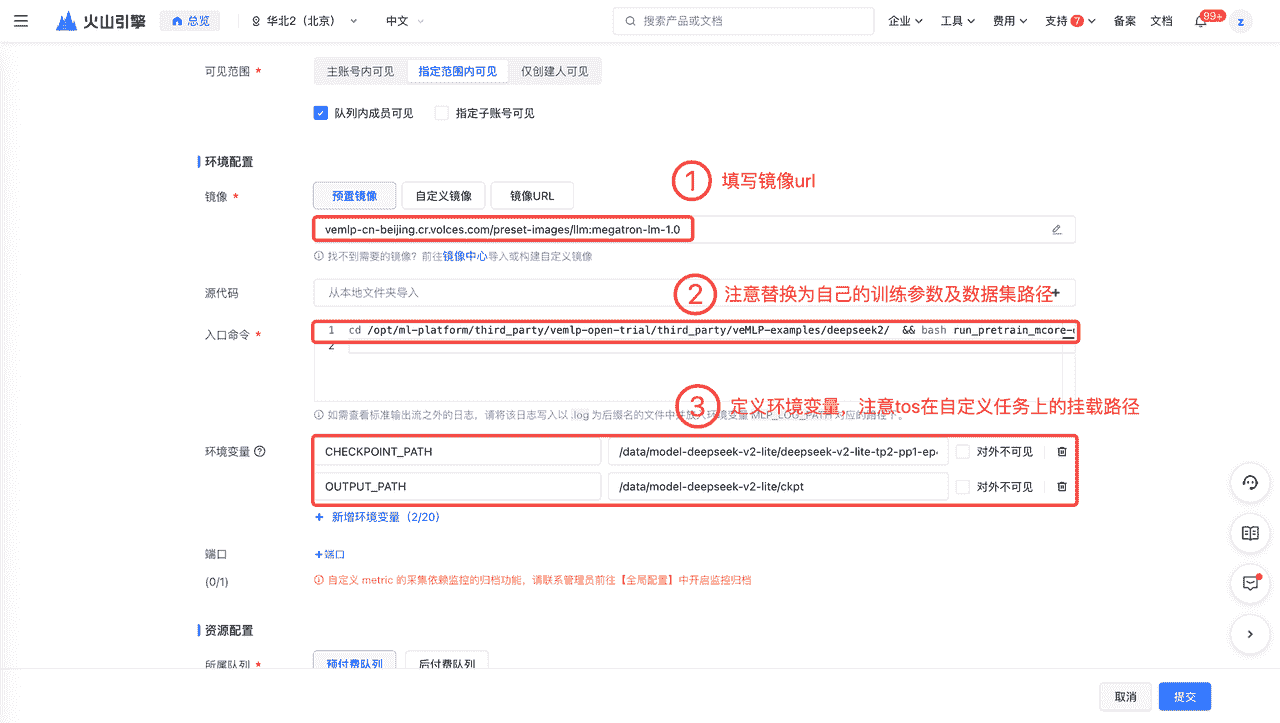 火山引擎 总览 华北2（北京） 中文 搜索产品或文档 企业 工具 费用 支持 7 备案 文档 99+ z
可见范围 * 主账号内可见 指定范围内可见 仅创建人可见
队列内成员可见 指定子账号可见
环境配置
① 填写镜像url
镜像 * 预置镜像 自定义镜像 镜像URL
vemlp-cn-beijing.cr.volces.com/preset-images/llm:megatron-lm-1.0
找不到需要的镜像？前往镜像中心导入或构建自定义镜像
源代码 从本地文件夹导入
② 注意替换为自己的训练参数及数据集路径
入口命令 * 1 cd /opt/ml-platform/third_party/vemlp-open-trial/third_party/veMLP-examples/deepseek2/ && bash run_pretrain_mcore-
2
③ 定义环境变量，注意tos在自定义任务上的挂载路径
如需查看标准输出流之外的日志，请将该日志写入以 .log 为后缀名的文件中并放入环境变量 MLP_LOG_PATH 对应的路径下。
环境变量 CHECKPOINT_PATH /data/model-deepseek-v2-lite/deepseek-v2-lite-tp2-pp1-ep 对外不可见
OUTPUT_PATH /data/model-deepseek-v2-lite/ckpt 对外不可见
+ 新增环境变量（2/20）
端口 +端口
(0/1) 自定义 metric 的采集依赖监控的归档功能，请联系管理员前往【全局配置】中开启监控归档
资源配置
所属队列 * 预付费队列 后付费队列
取消 提交